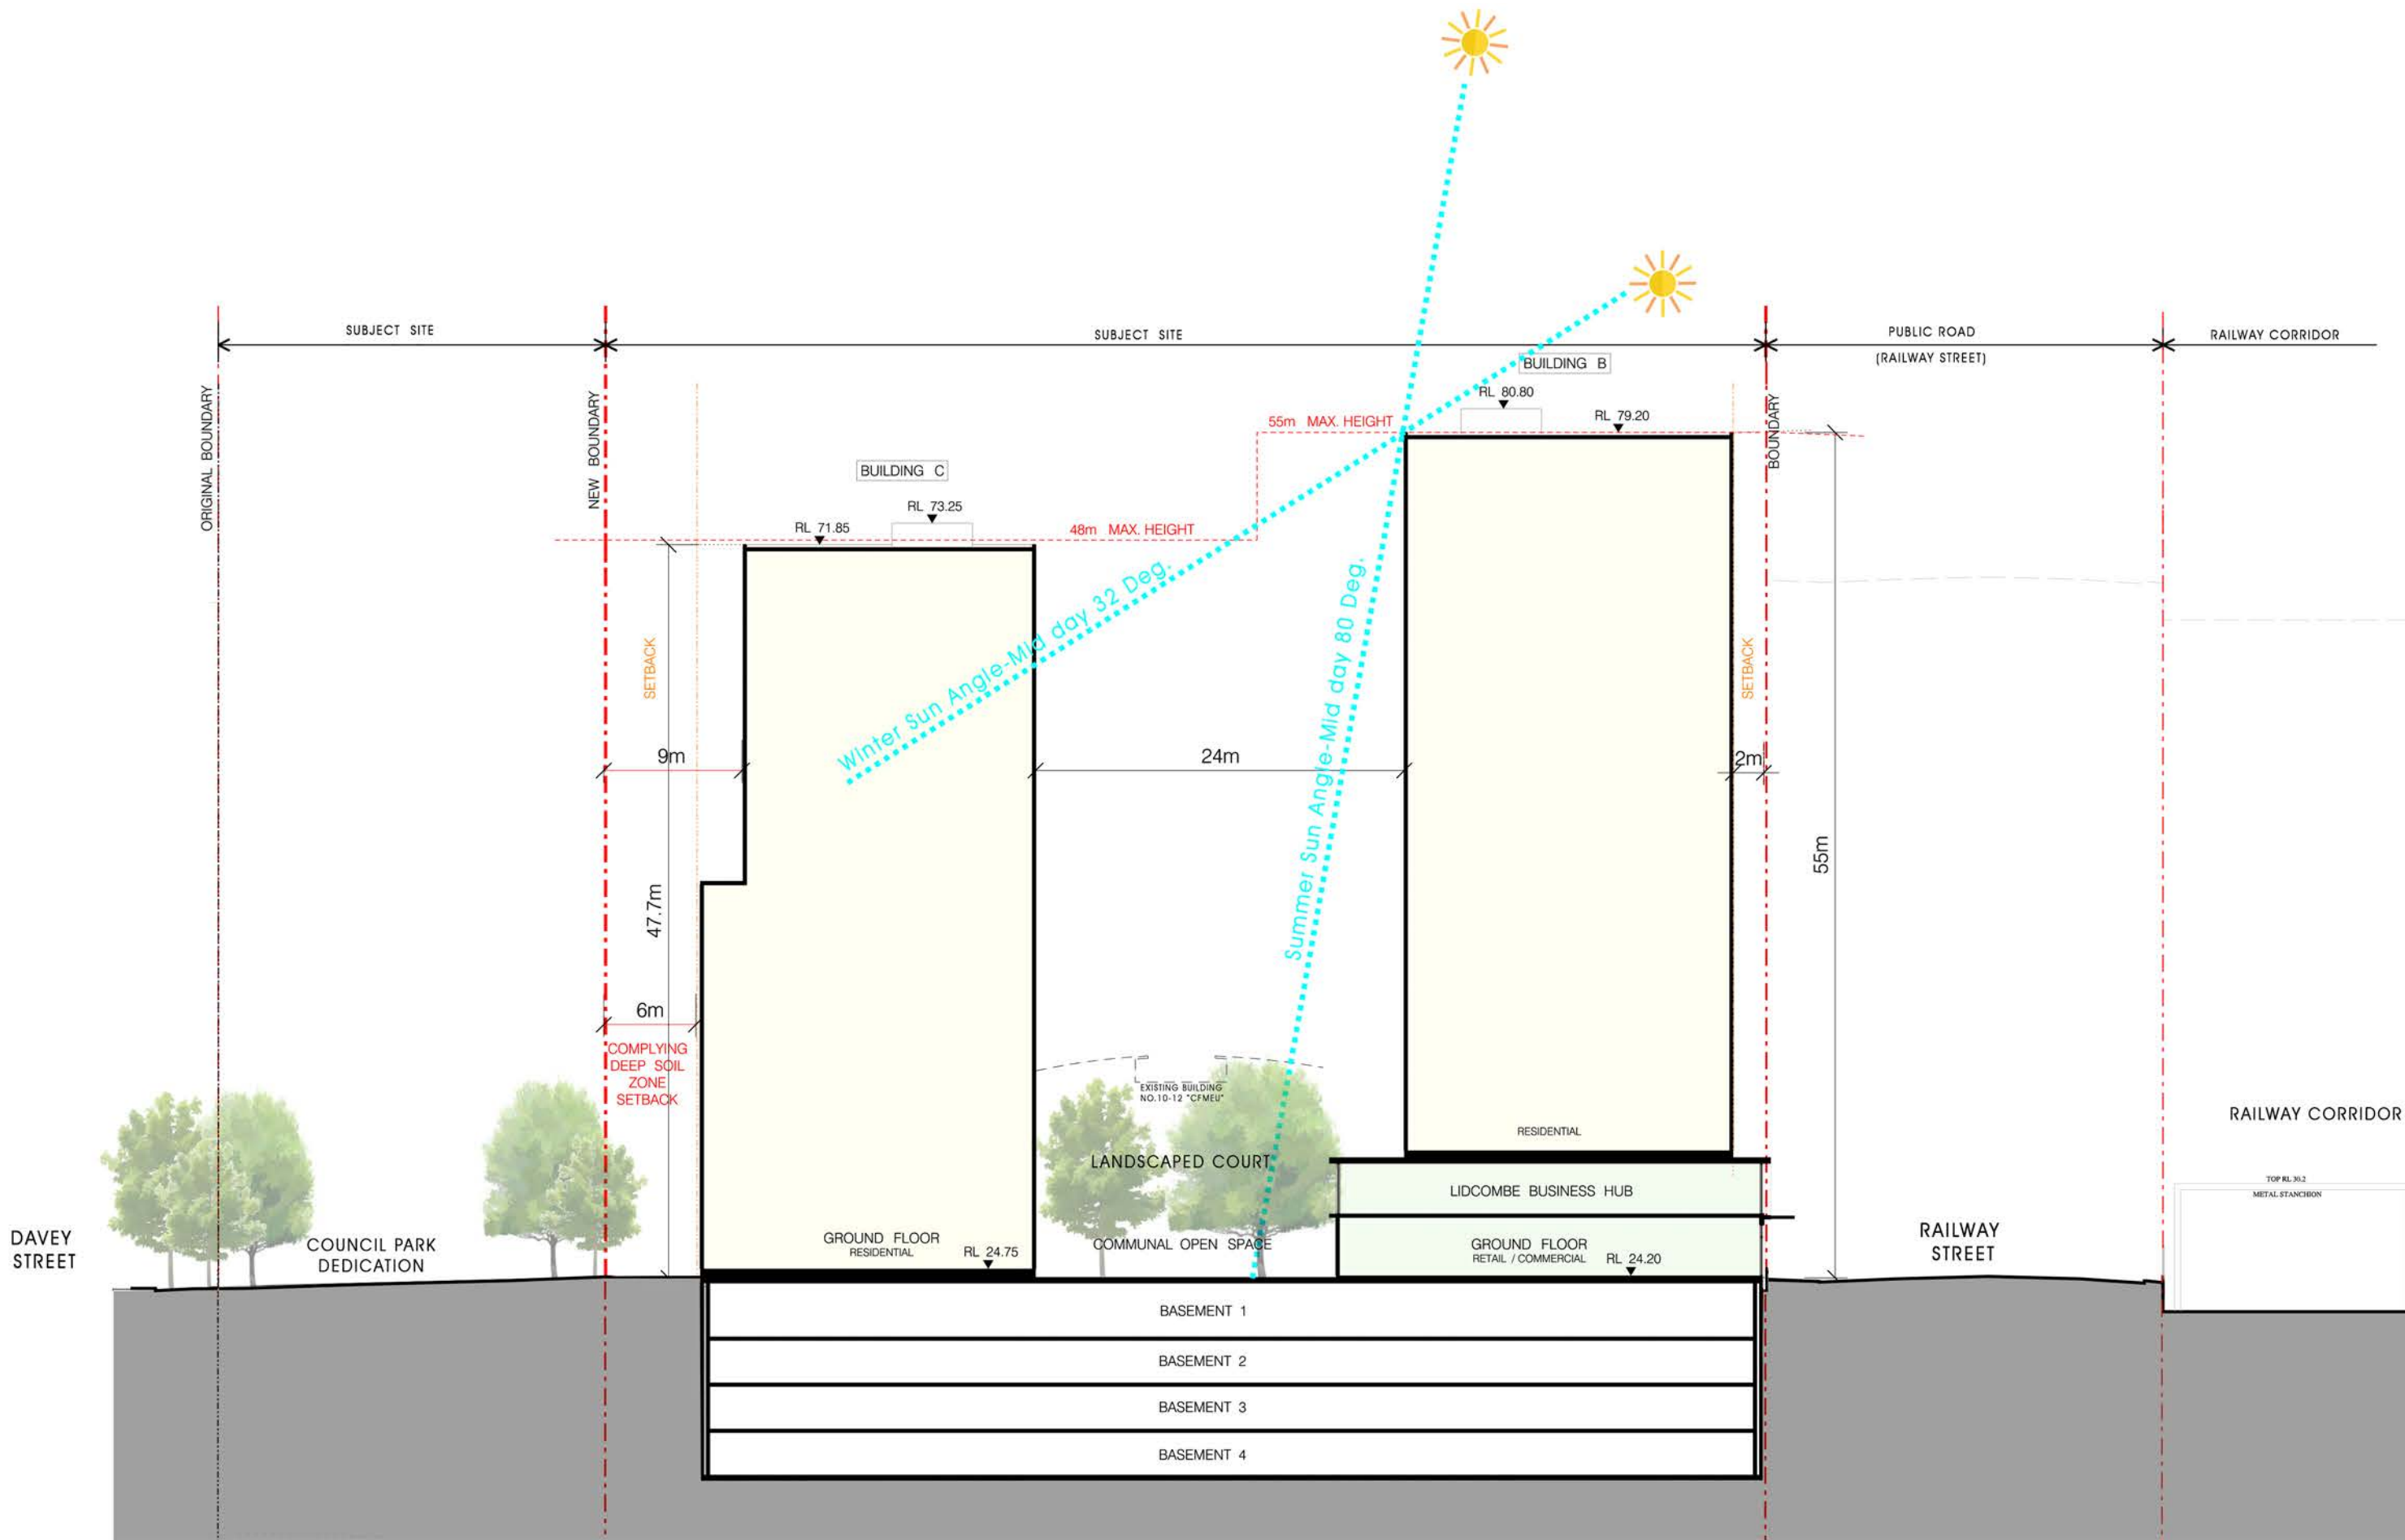 SUBJECT SITE
SUBJECT SITE
PUBLIC ROAD
(RAILWAY STREET)
RAILWAY CORRIDOR
ORIGINAL BOUNDARY
NEW BOUNDARY
BOUNDARY
BUILDING B
RL 80.80
RL 79.20
55m MAX. HEIGHT
BUILDING C
RL 73.25
RL 71.85
48m MAX. HEIGHT
Winter Sun Angle-Mid day 32 Deg.
Summer Sun Angle-Mid day 80 Deg.
SETBACK
SETBACK
9m
24m
2m
55m
47.7m
6m
COMPLYING
DEEP SOIL
ZONE
SETBACK
EXISTING BUILDING
NO.10-12 "CFMEU"
RESIDENTIAL
RAILWAY CORRIDOR
LANDSCAPED COURT
LIDCOMBE BUSINESS HUB
TOP RL 36.2
METAL STANCHION
DAVEY
STREET
COUNCIL PARK
DEDICATION
GROUND FLOOR
RESIDENTIAL
RL 24.75
COMMUNAL OPEN SPACE
GROUND FLOOR
RETAIL / COMMERCIAL
RL 24.20
RAILWAY
STREET
BASEMENT 1
BASEMENT 2
BASEMENT 3
BASEMENT 4